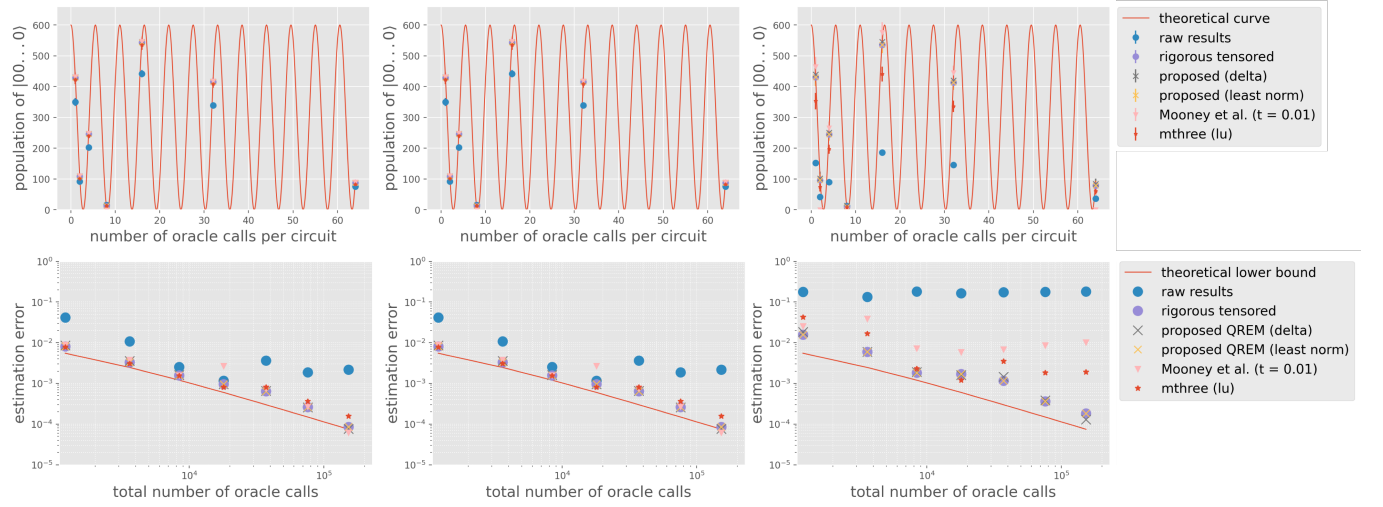 600
500
400
300
200
100
0
0 10 20 30 40 50 60
population of |00...0⟩
number of oracle calls per circuit
600
500
400
300
200
100
0
0 10 20 30 40 50 60
population of |00...0⟩
number of oracle calls per circuit
600
500
400
300
200
100
0
0 10 20 30 40 50 60
population of |00...0⟩
number of oracle calls per circuit
theoretical curve
raw results
rigorous tensored
proposed (delta)
proposed (least norm)
Mooney et al. (t = 0.01)
mthree (lu)
10⁰
10⁻¹
10⁻²
10⁻³
10⁻⁴
10⁻⁵
10⁴ 10⁵
estimation error
total number of oracle calls
10⁰
10⁻¹
10⁻²
10⁻³
10⁻⁴
10⁻⁵
10⁴ 10⁵
estimation error
total number of oracle calls
10⁰
10⁻¹
10⁻²
10⁻³
10⁻⁴
10⁻⁵
10⁴ 10⁵
estimation error
total number of oracle calls
theoretical lower bound
raw results
rigorous tensored
proposed QREM (delta)
proposed QREM (least norm)
Mooney et al. (t = 0.01)
mthree (lu)